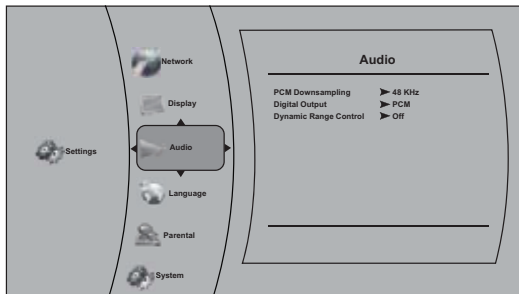 Settings
Network
Display
Audio
Language
Parental
System
Audio
PCM Downsampling 48 KHz
Digital Output PCM
Dynamic Range Control Off